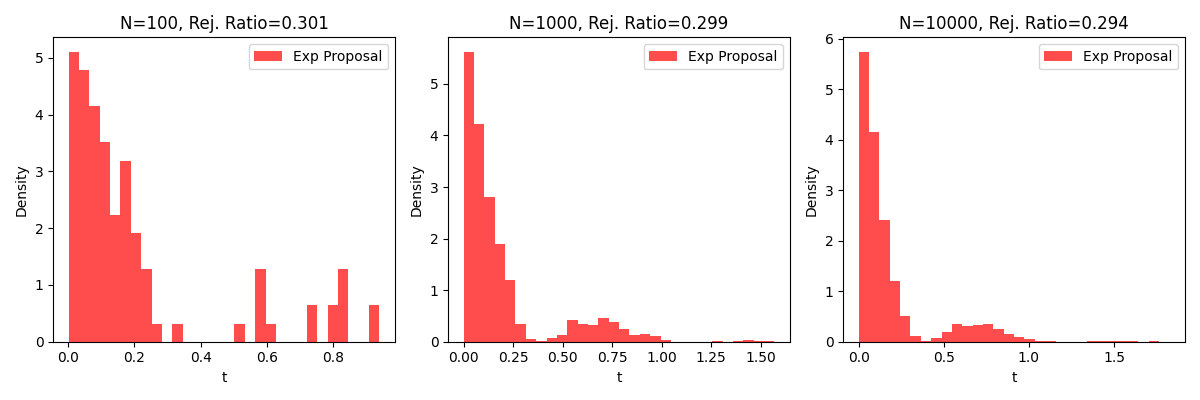 N=100, Rej. Ratio=0.301
Exp Proposal
Density
5
4
3
2
1
0
0.0 0.2 0.4 0.6 0.8
t
N=1000, Rej. Ratio=0.299
Exp Proposal
Density
5
4
3
2
1
0
0.00 0.25 0.50 0.75 1.00 1.25 1.50
t
N=10000, Rej. Ratio=0.294
Exp Proposal
Density
6
5
4
3
2
1
0
0.0 0.5 1.0 1.5
t